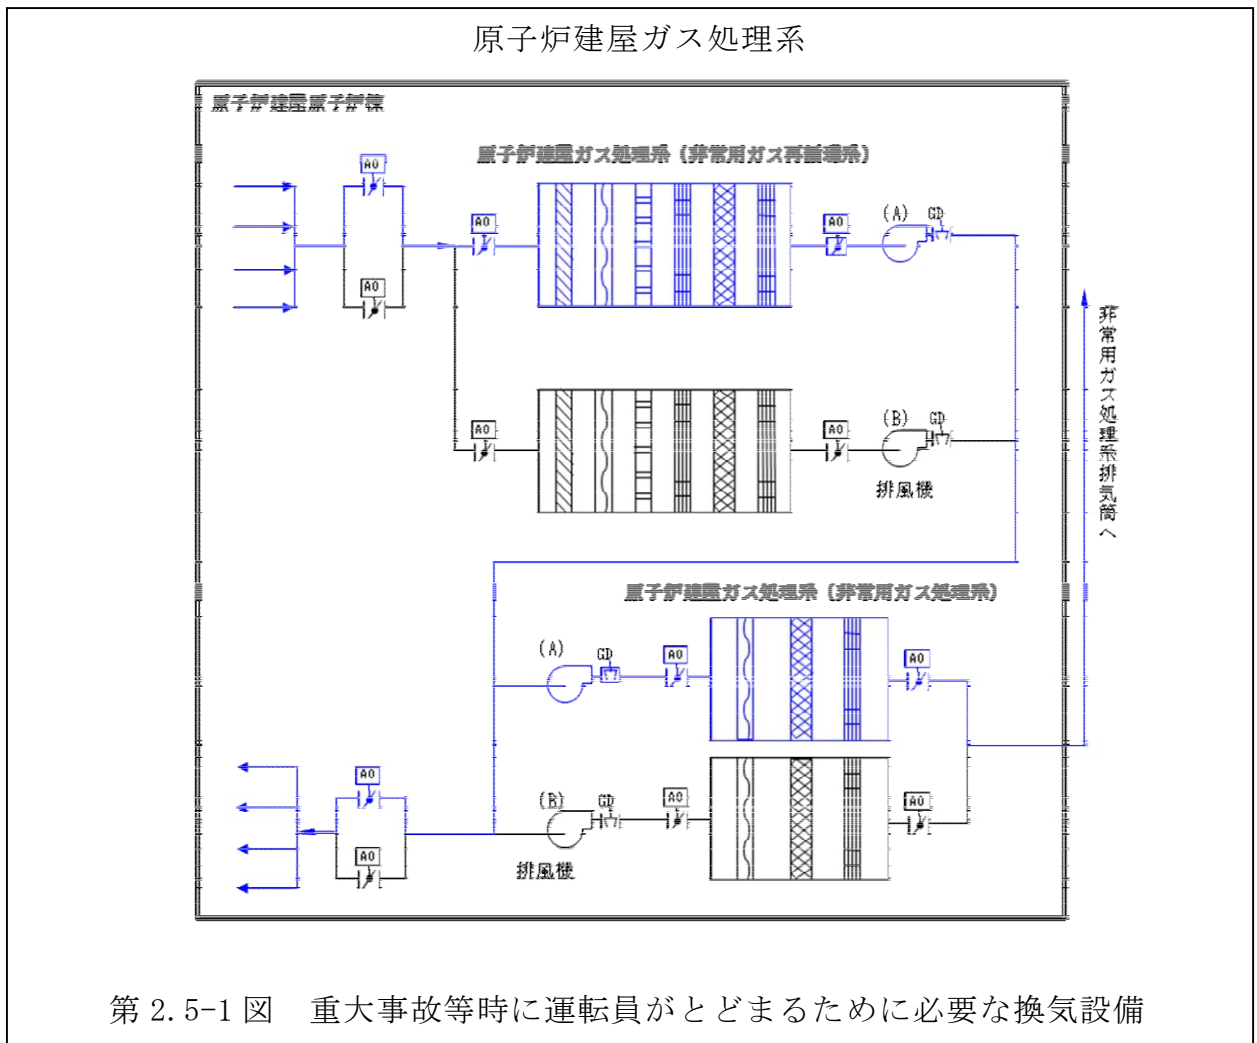 原子炉建屋ガス処理系
原子炉建屋原子炉棟
原子炉建屋ガス処理系（非常用ガス再循環系）
AO
AO
AO
(A)
GD
AO
AO
AO
(B)
GD
排風機
非常用ガス処理系排気筒へ
原子炉建屋ガス処理系（非常用ガス処理系）
(A)
GD
AO
AO
AO
(B)
GD
AO
AO
AO
排風機
第2.5-1図　重大事故等時に運転員がとどまるために必要な換気設備